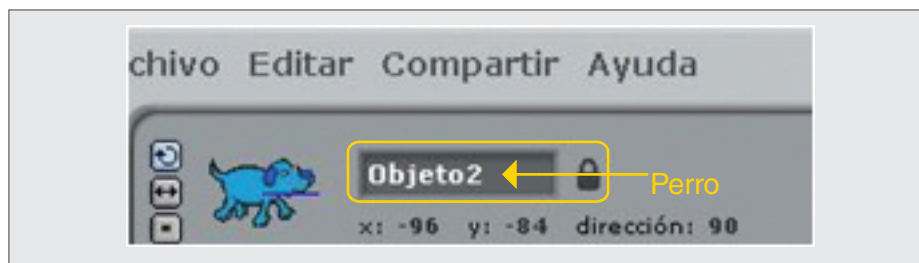 chivo Editar Compartir Ayuda
Objeto2
Perro
x: -96 y: -84 dirección: 90